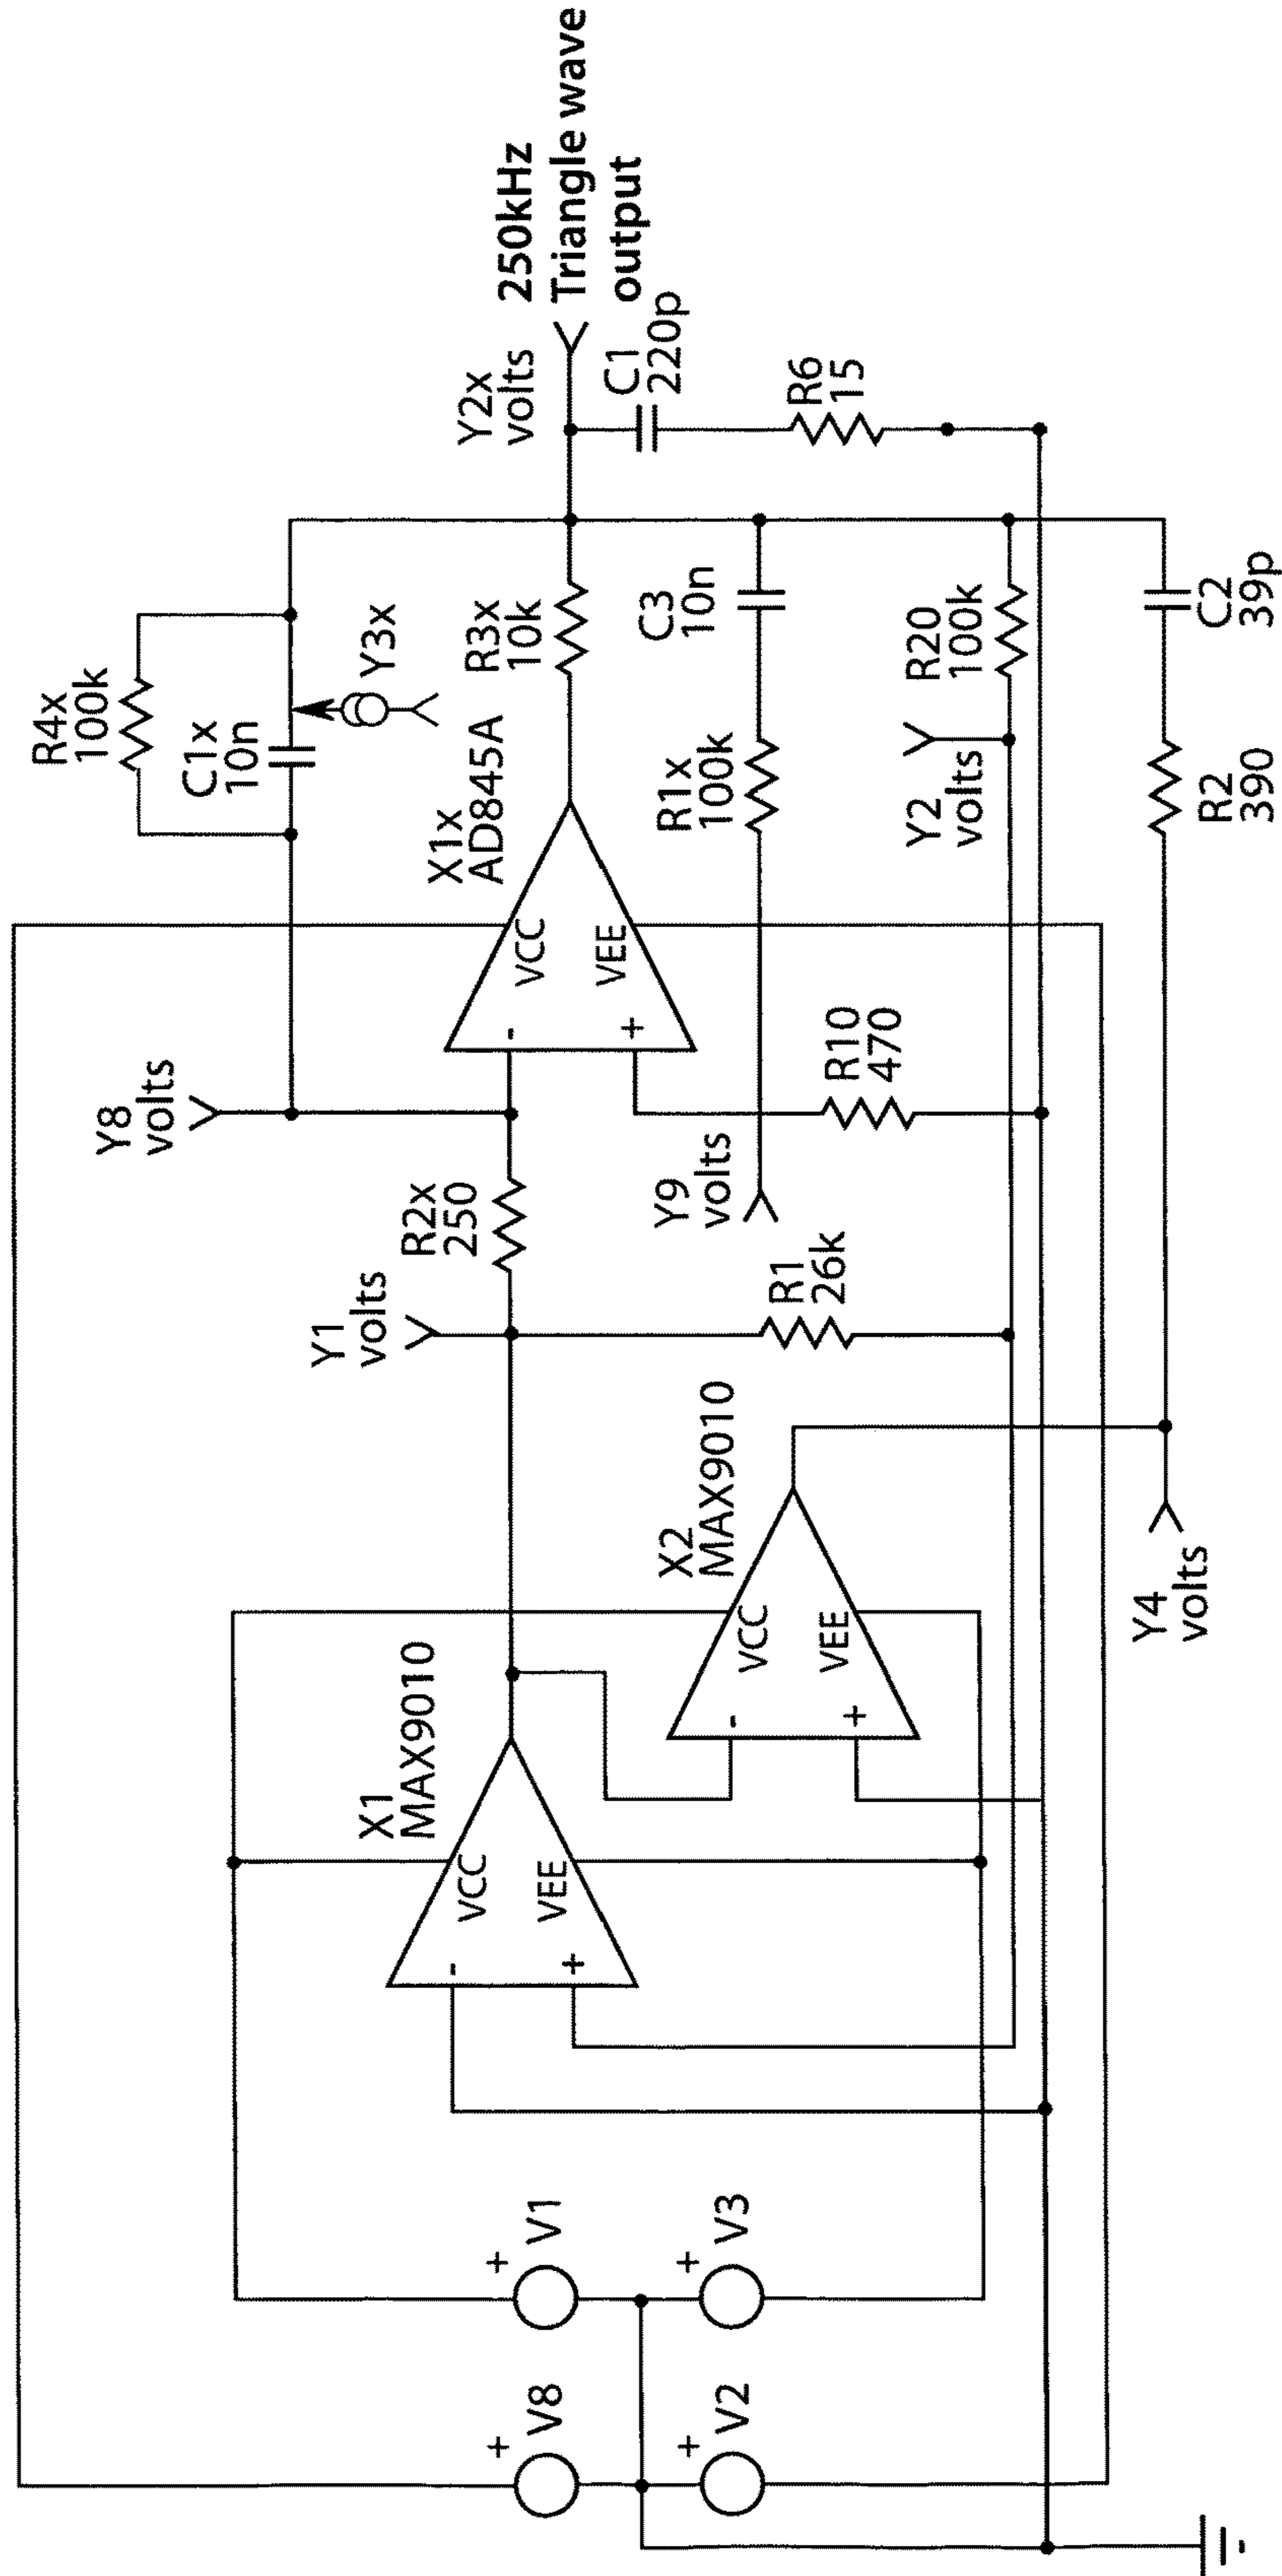 R4x
100k
C1x
10n
Y3x
Y8
volts
X1x
AD845A
VCC
VEE
-
+
R3x
10k
Y2x
volts
250kHz
Triangle wave
output
C1
220p
R6
15
C3
10n
R1x
100k
Y9
volts
R20
100k
Y2
volts
R10
470
C2
39p
R2
390
Y1
volts
R2x
250
R1
26k
X1
MAX9010
VCC
VEE
-
+
X2
MAX9010
VCC
VEE
-
+
Y4
volts
+
V8
+
V1
+
V2
+
V3